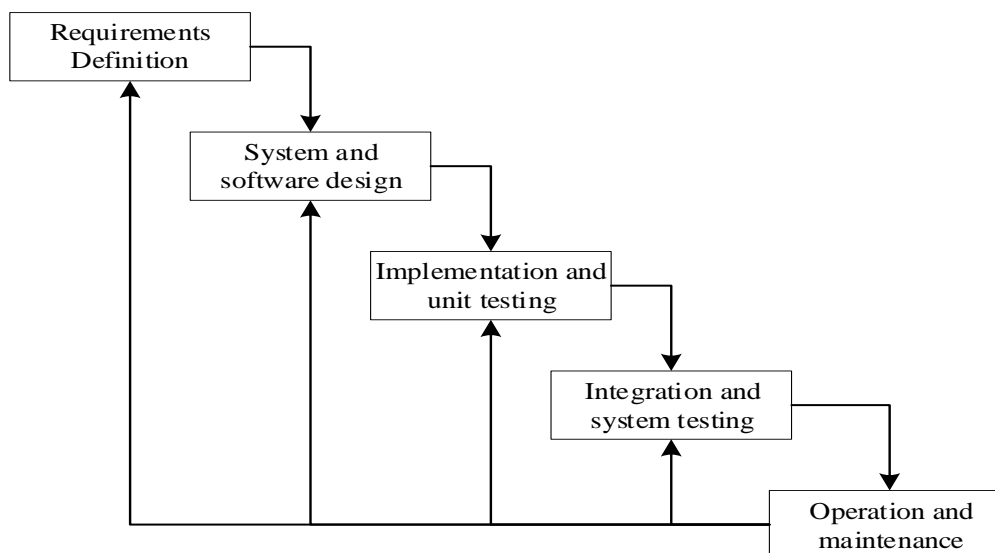 Requirements
Definition
System and
software design
Implementation and
unit testing
Integration and
system testing
Operation and
maintenance